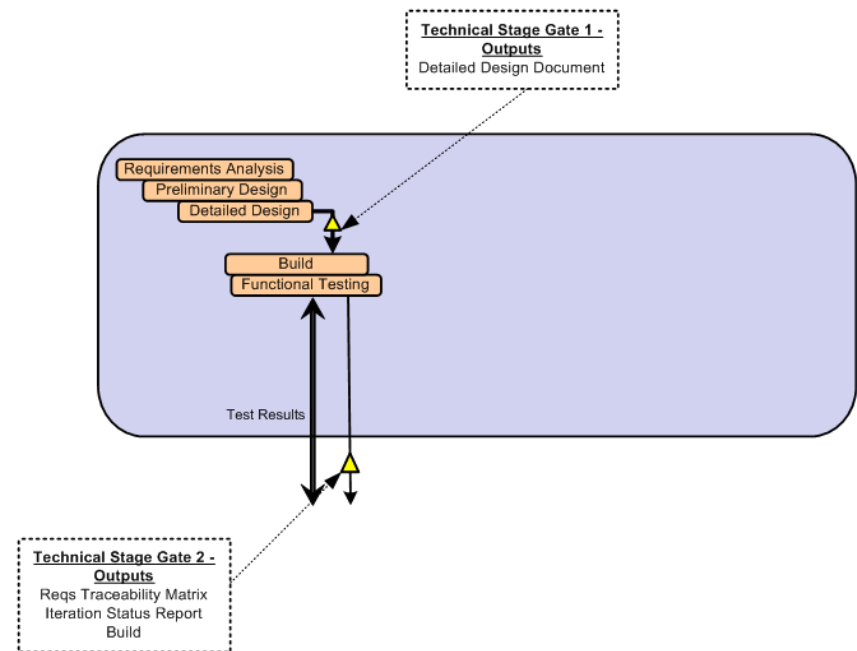 Technical Stage Gate 1 -
Outputs
Detailed Design Document
Requirements Analysis
Preliminary Design
Detailed Design
Build
Functional Testing
Test Results
Technical Stage Gate 2 -
Outputs
Reqs Traceability Matrix
Iteration Status Report
Build